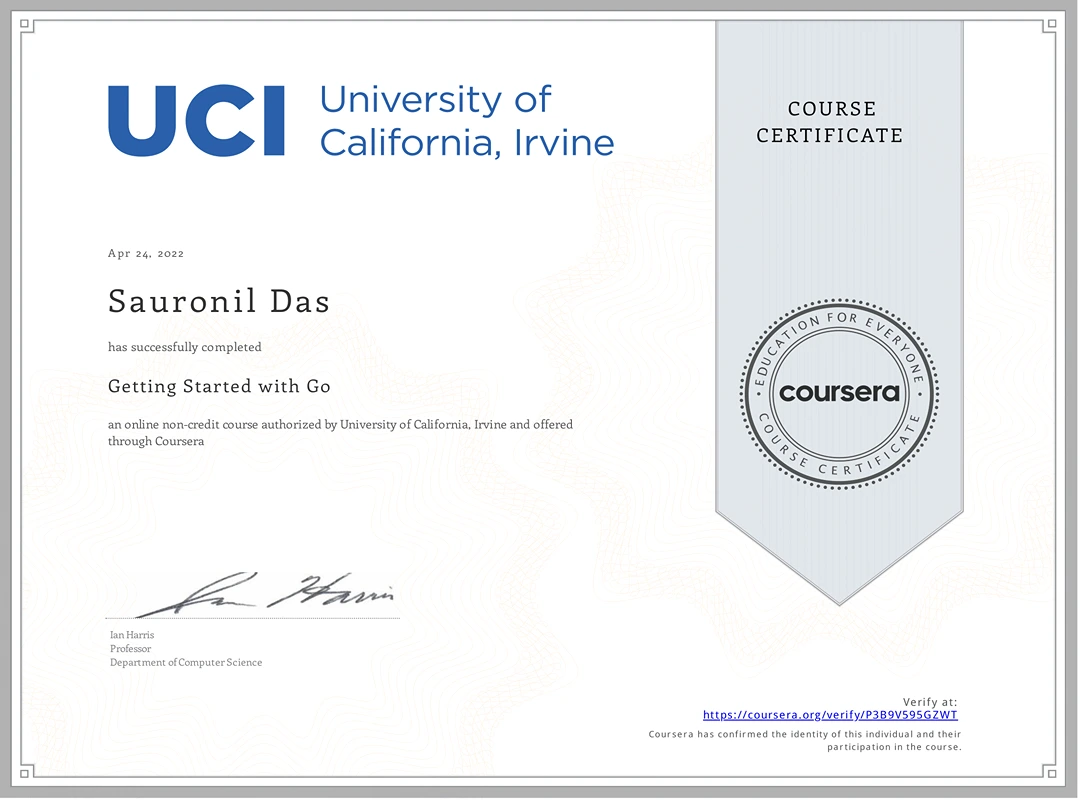 UCI
University of
California, Irvine
COURSE
CERTIFICATE
Apr 24, 2022
Sauronil Das
has successfully completed
Getting Started with Go
an online non-credit course authorized by University of California, Irvine and offered
through Coursera
EDUCATION FOR EVERYONE
coursera
COURSE CERTIFICATE
Ian Harris
Ian Harris
Professor
Department of Computer Science
Verify at:
https://coursera.org/verify/P3B9V595GZWT
Coursera has confirmed the identity of this individual and their
participation in the course.